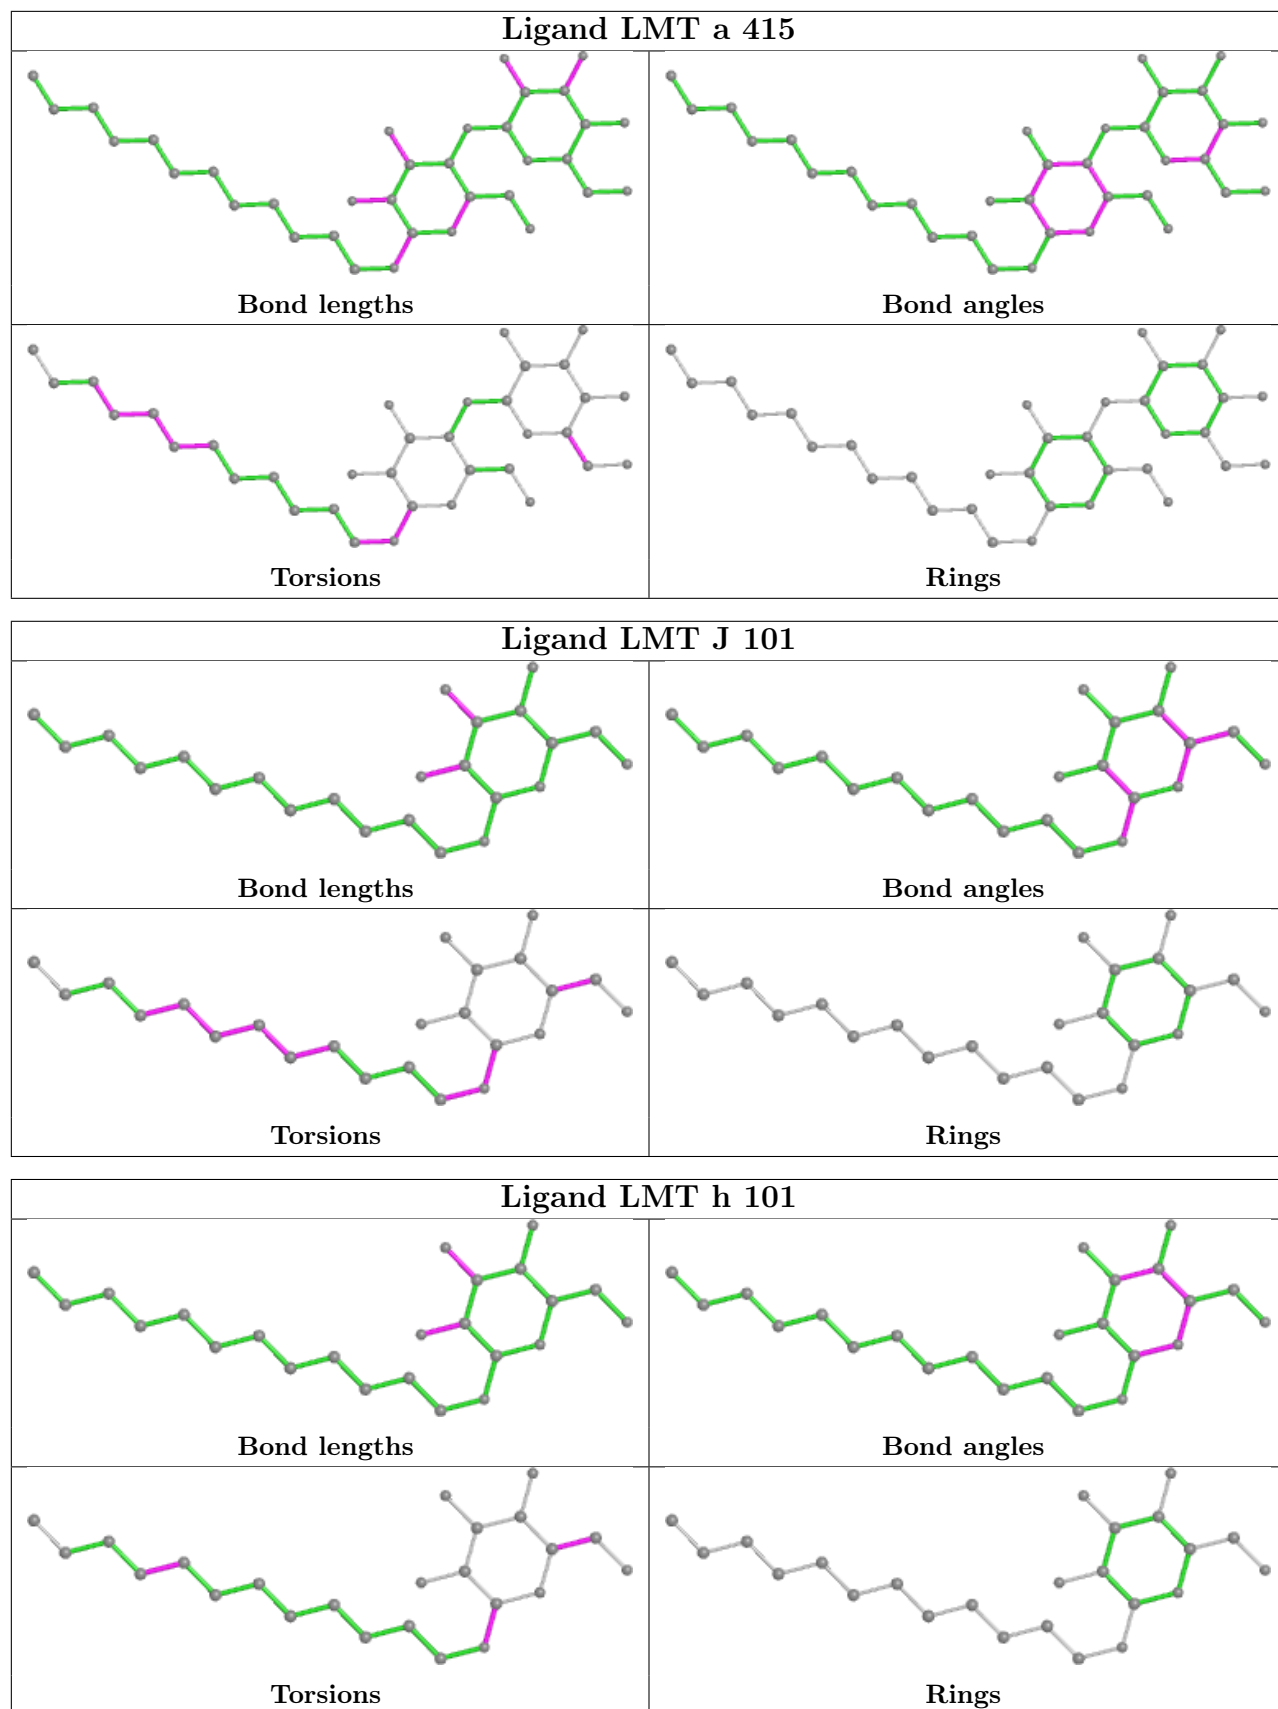 Ligand LMT a 415
Bond lengths
Bond angles
Torsions
Rings
Ligand LMT J 101
Bond lengths
Bond angles
Torsions
Rings
Ligand LMT h 101
Bond lengths
Bond angles
Torsions
Rings